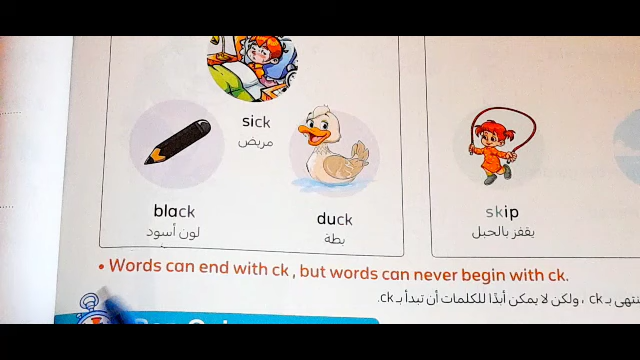 sick
مريض
black
لون أسود
duck
بطة
skip
يقفز بالحبل
• Words can end with ck , but words can never begin with ck.
بـ ck ، ولكن لا يمكن أبدًا للكلمات أن تبدأ بـ ck.